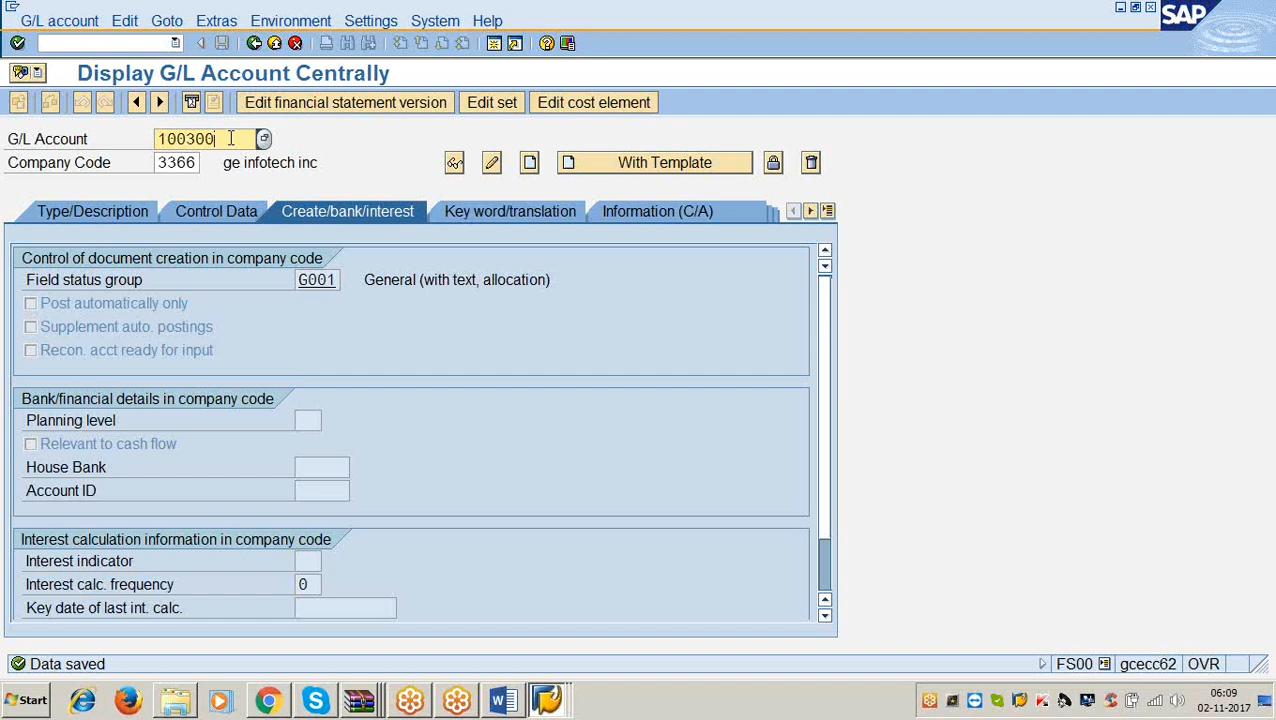 G/L account Edit Goto Extras Environment Settings System Help
SAP
Display G/L Account Centrally
Edit financial statement version Edit set Edit cost element
G/L Account 100300
Company Code 3366 ge infotech inc With Template
Type/Description Control Data Create/bank/interest Key word/translation Information (C/A)
Control of document creation in company code
Field status group G001 General (with text, allocation)
Post automatically only
Supplement auto. postings
Recon. acct ready for input
Bank/financial details in company code
Planning level
Relevant to cash flow
House Bank
Account ID
Interest calculation information in company code
Interest indicator
Interest calc. frequency 0
Key date of last int. calc.
Data saved FS00 gcecc62 OVR
Start 06:09
02-11-2017